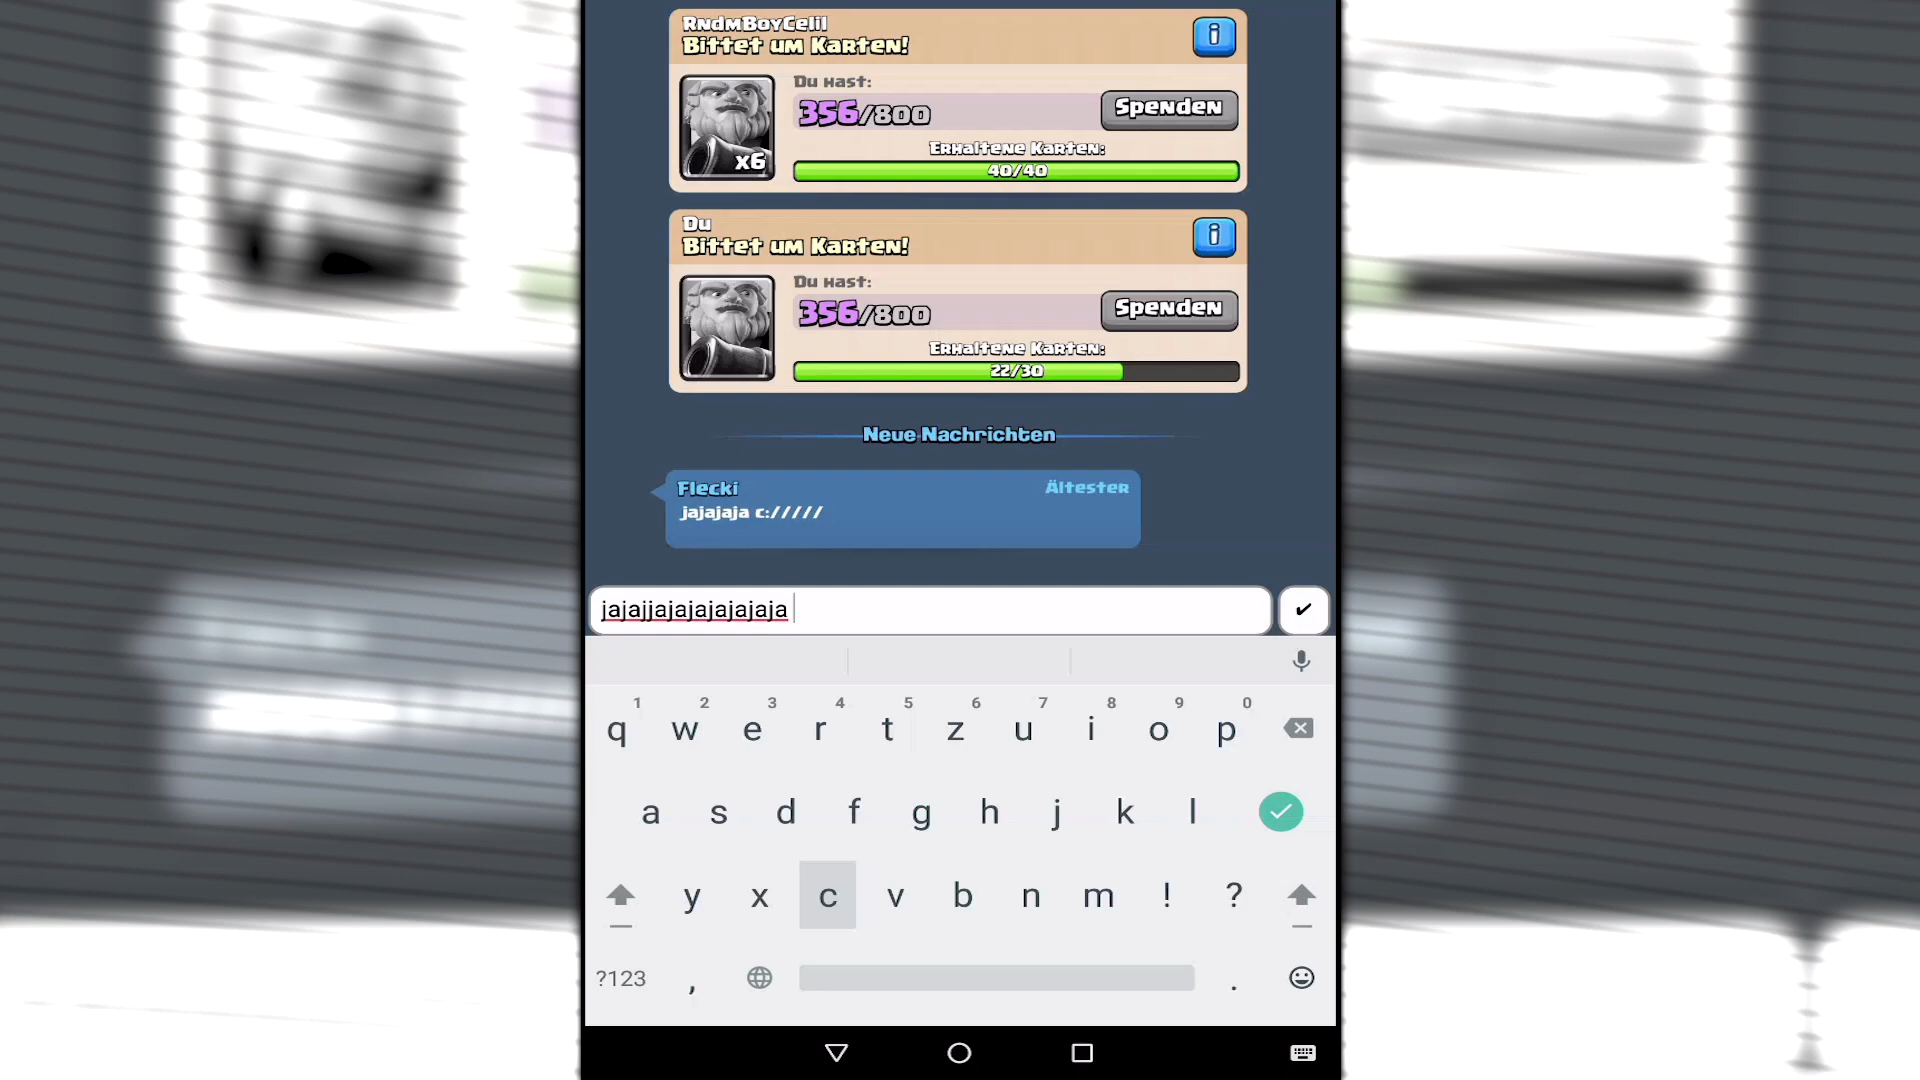 RndmBoyCelil
Bittet um Karten!
i
Du hast:
356/800
Spenden
x6
Erhaltene Karten:
40/40
Du
Bittet um Karten!
i
Du hast:
356/800
Spenden
Erhaltene Karten:
22/30
Neue Nachrichten
Flecki Ältester
jajajaja c://///
jajajjajajajajajaja
1 2 3 4 5 6 7 8 9 0
q w e r t z u i o p
a s d f g h j k l
y x c v b n m ! ?
?123 , .